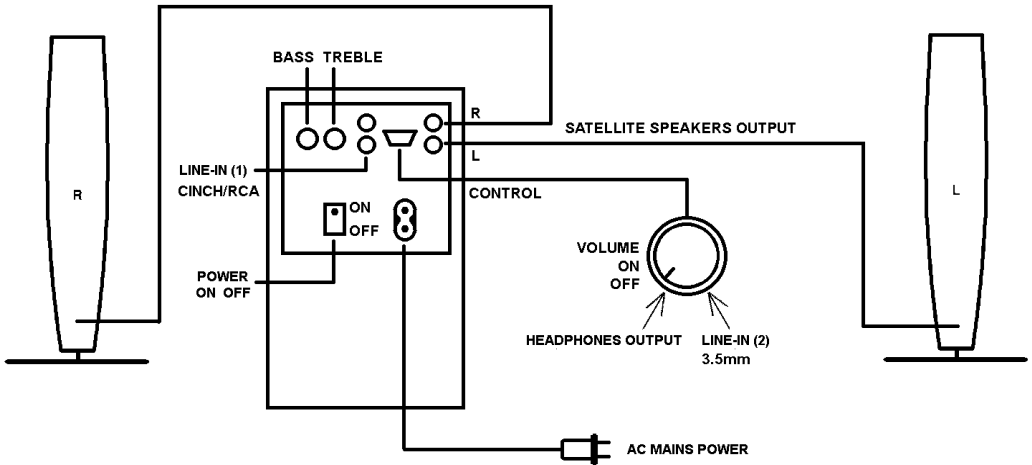 BASS TREBLE
R
SATELLITE SPEAKERS OUTPUT
L
LINE-IN (1)
CINCH/RCA
CONTROL
R
L
ON
OFF
POWER
ON OFF
VOLUME
ON
OFF
HEADPHONES OUTPUT
LINE-IN (2)
3.5mm
AC MAINS POWER